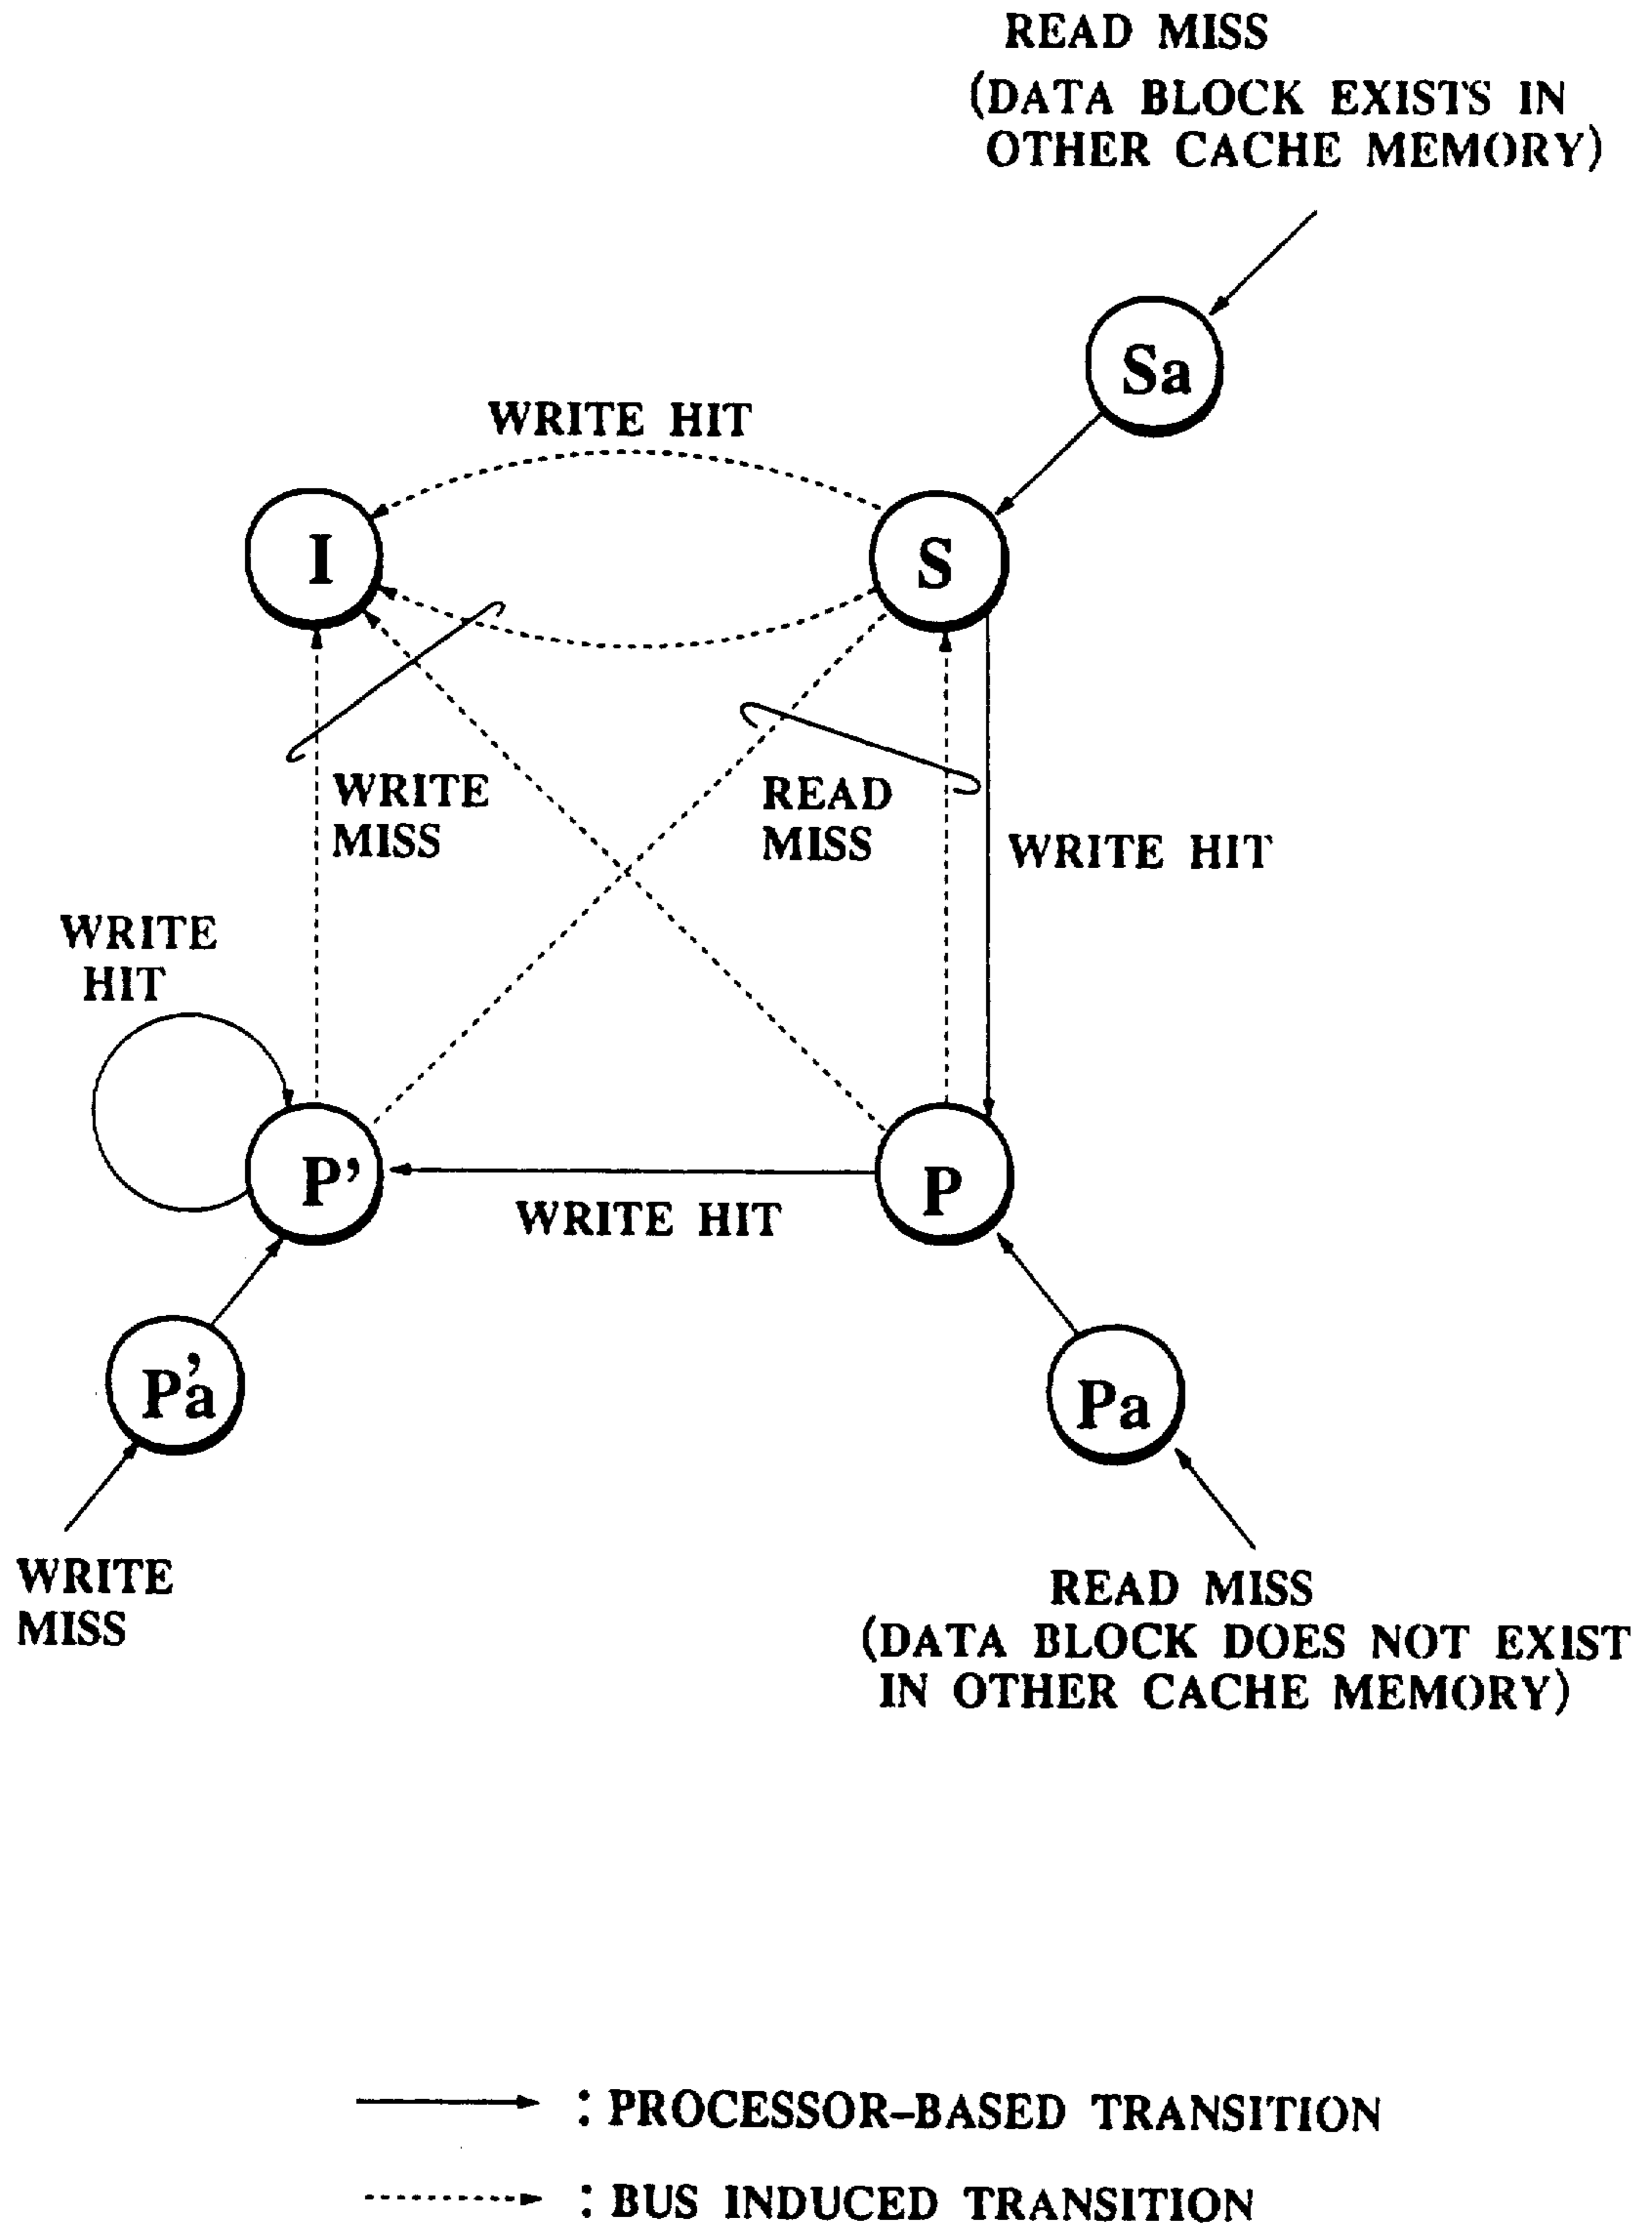 READ MISS
(DATA BLOCK EXISTS IN
OTHER CACHE MEMORY)
Sa
WRITE HIT
I
S
WRITE
MISS
READ
MISS
WRITE HIT
WRITE
HIT
P'
P
WRITE HIT
P'a
Pa
WRITE
MISS
READ MISS
(DATA BLOCK DOES NOT EXIST
IN OTHER CACHE MEMORY)
: PROCESSOR-BASED TRANSITION
: BUS INDUCED TRANSITION